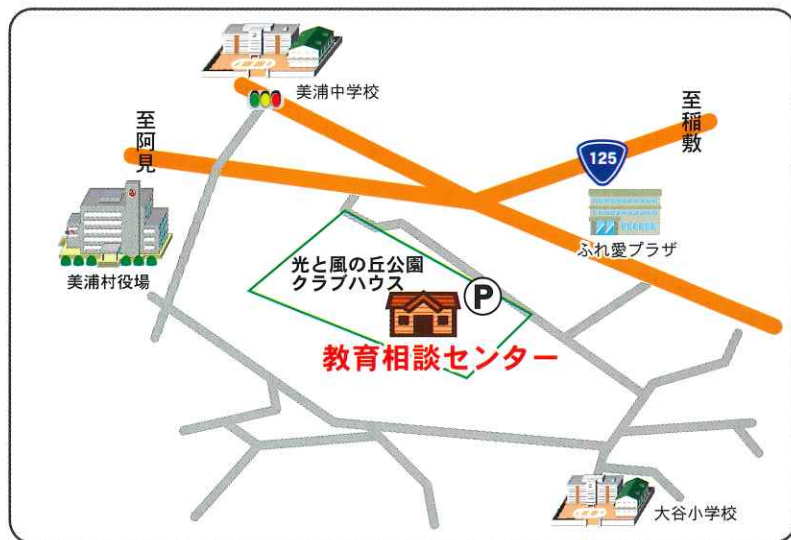 美浦中学校
至阿見
至稲敷
125
ふれ愛プラザ
美浦村役場
光と風の丘公園
クラブハウス
P
教育相談センター
大谷小学校